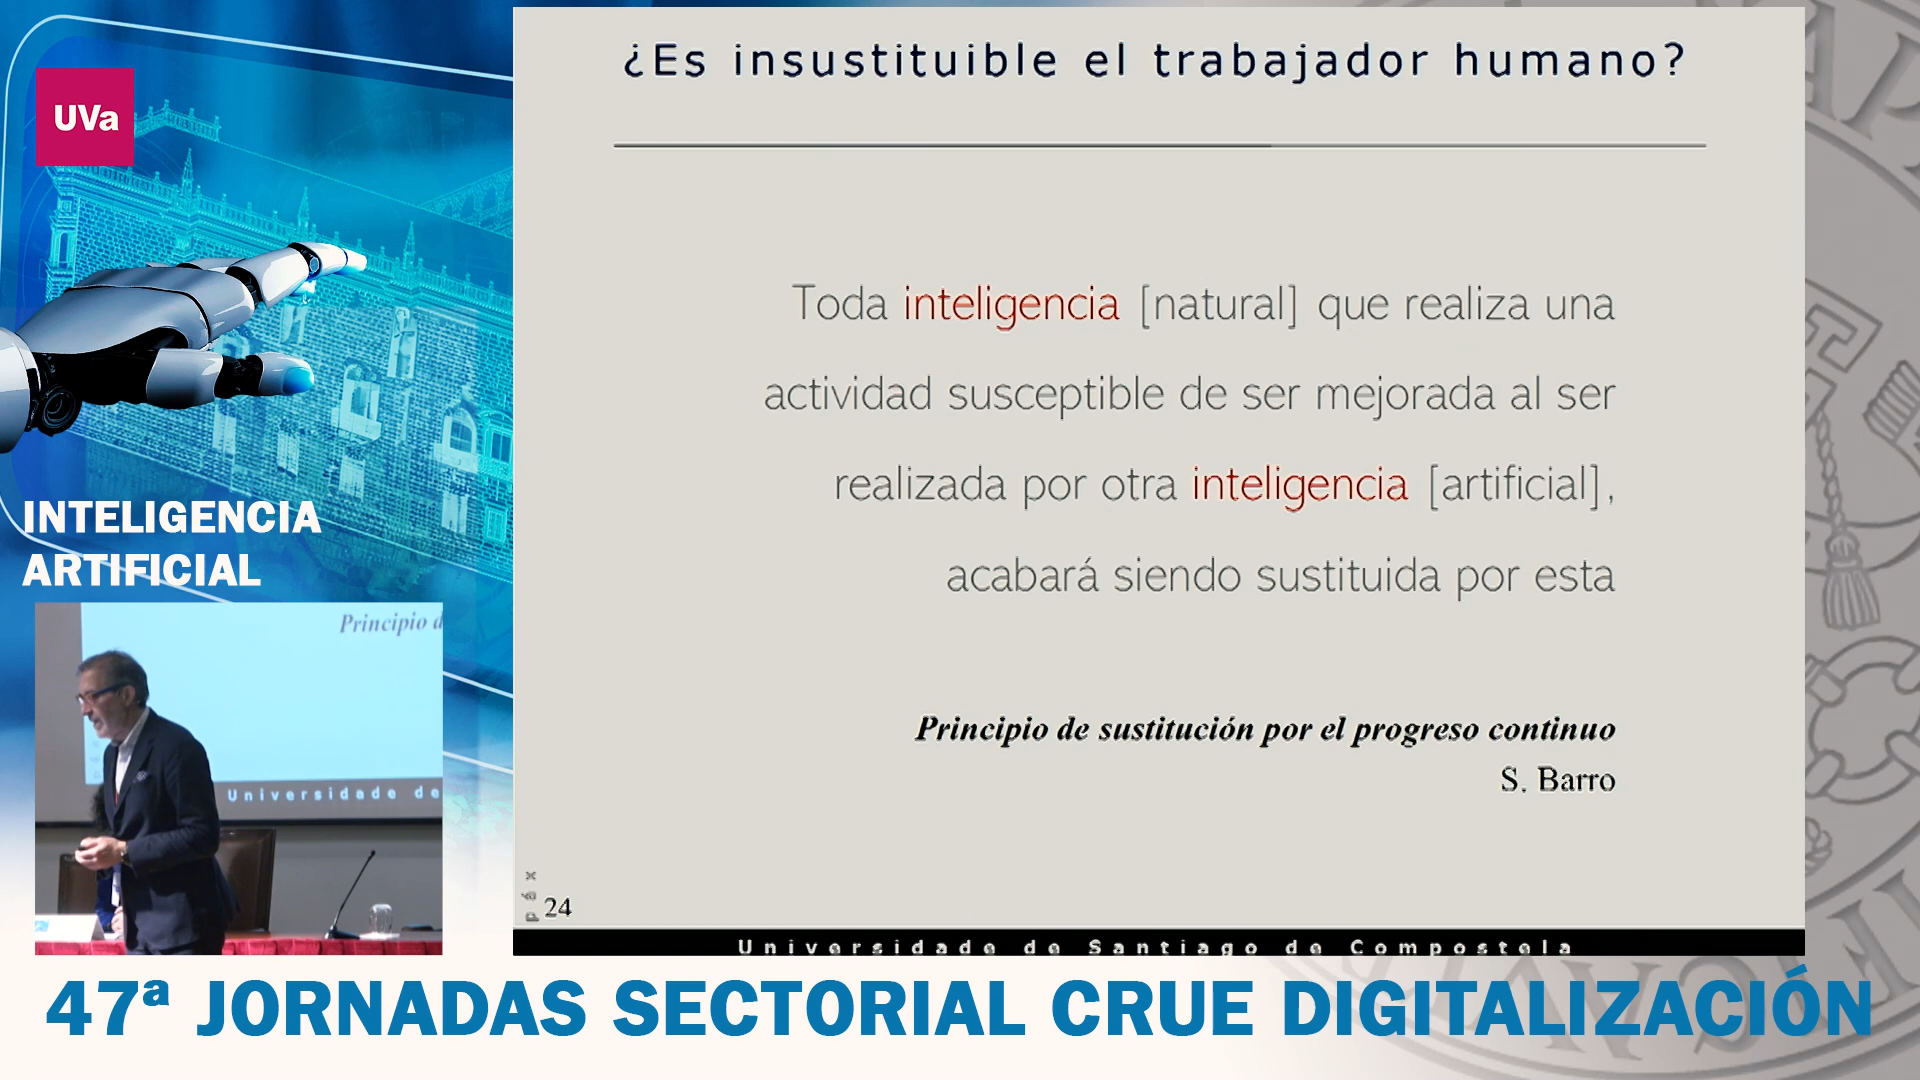 UVa
INTELIGENCIA
ARTIFICIAL
¿Es insustituible el trabajador humano?
Toda inteligencia [natural] que realiza una
actividad susceptible de ser mejorada al ser
realizada por otra inteligencia [artificial],
acabará siendo sustituida por esta
Principio de sustitución por el progreso continuo
S. Barro
páx
24
Universidade de Santiago de Compostela
Principio d
Universidade de
47ª JORNADAS SECTORIAL CRUE DIGITALIZACIÓN